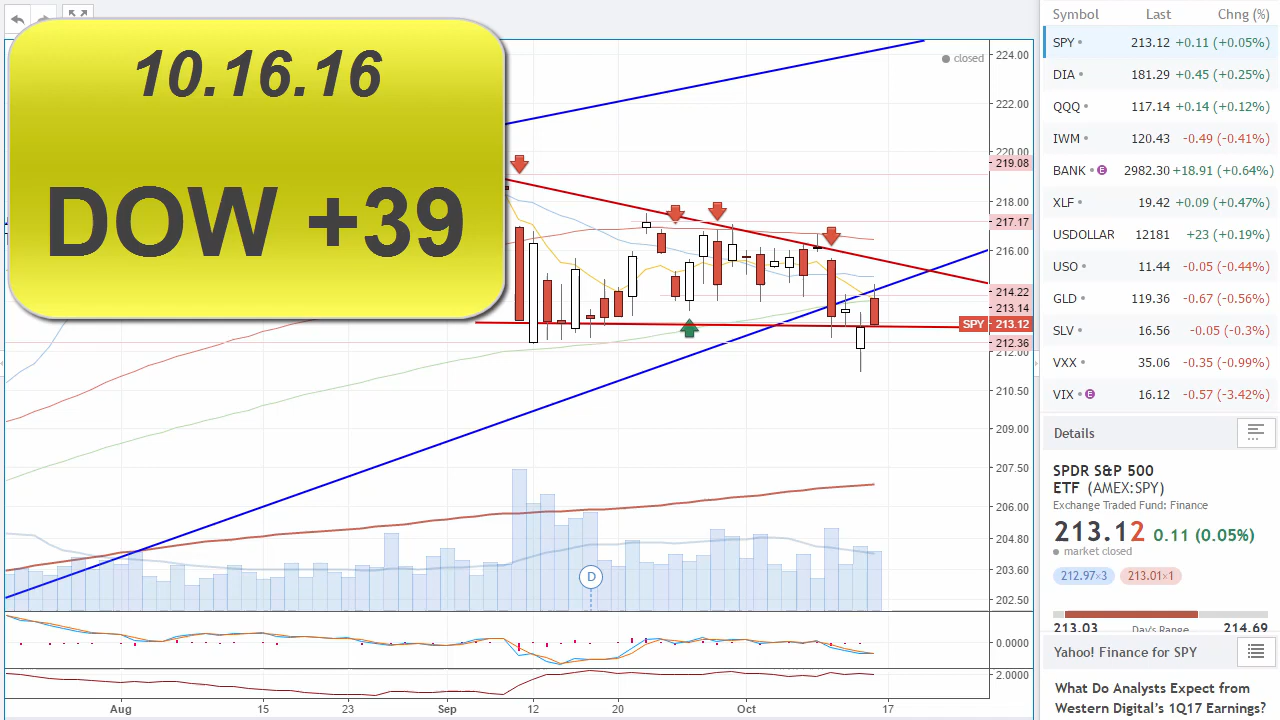 10.16.16
DOW +39
closed
224.00
222.00
220.00
219.08
218.00
217.17
216.00
214.22
213.14
SPY 213.12
212.36
212.00
210.50
209.00
207.50
206.00
204.80
203.60
202.50
D
0.0000
2.0000
Aug 15 23 Sep 12 20 Oct 17
Symbol Last Chng (%)
SPY 213.12 +0.11 (+0.05%)
DIA 181.29 +0.45 (+0.25%)
QQQ 117.14 +0.14 (+0.12%)
IWM 120.43 -0.49 (-0.41%)
BANK E 2982.30 +18.91 (+0.64%)
XLF 19.42 +0.09 (+0.47%)
USDOLLAR 12181 +23 (+0.19%)
USO 11.44 -0.05 (-0.44%)
GLD 119.36 -0.67 (-0.56%)
SLV 16.56 -0.05 (-0.3%)
VXX 35.06 -0.35 (-0.99%)
VIX E 16.12 -0.57 (-3.42%)
Details
SPDR S&P 500
ETF (AMEX:SPY)
Exchange Traded Fund: Finance
213.12 0.11 (0.05%)
market closed
212.97×3 213.01×1
213.03 Day's Range 214.69
Yahoo! Finance for SPY
What Do Analysts Expect from
Western Digital's 1Q17 Earnings?